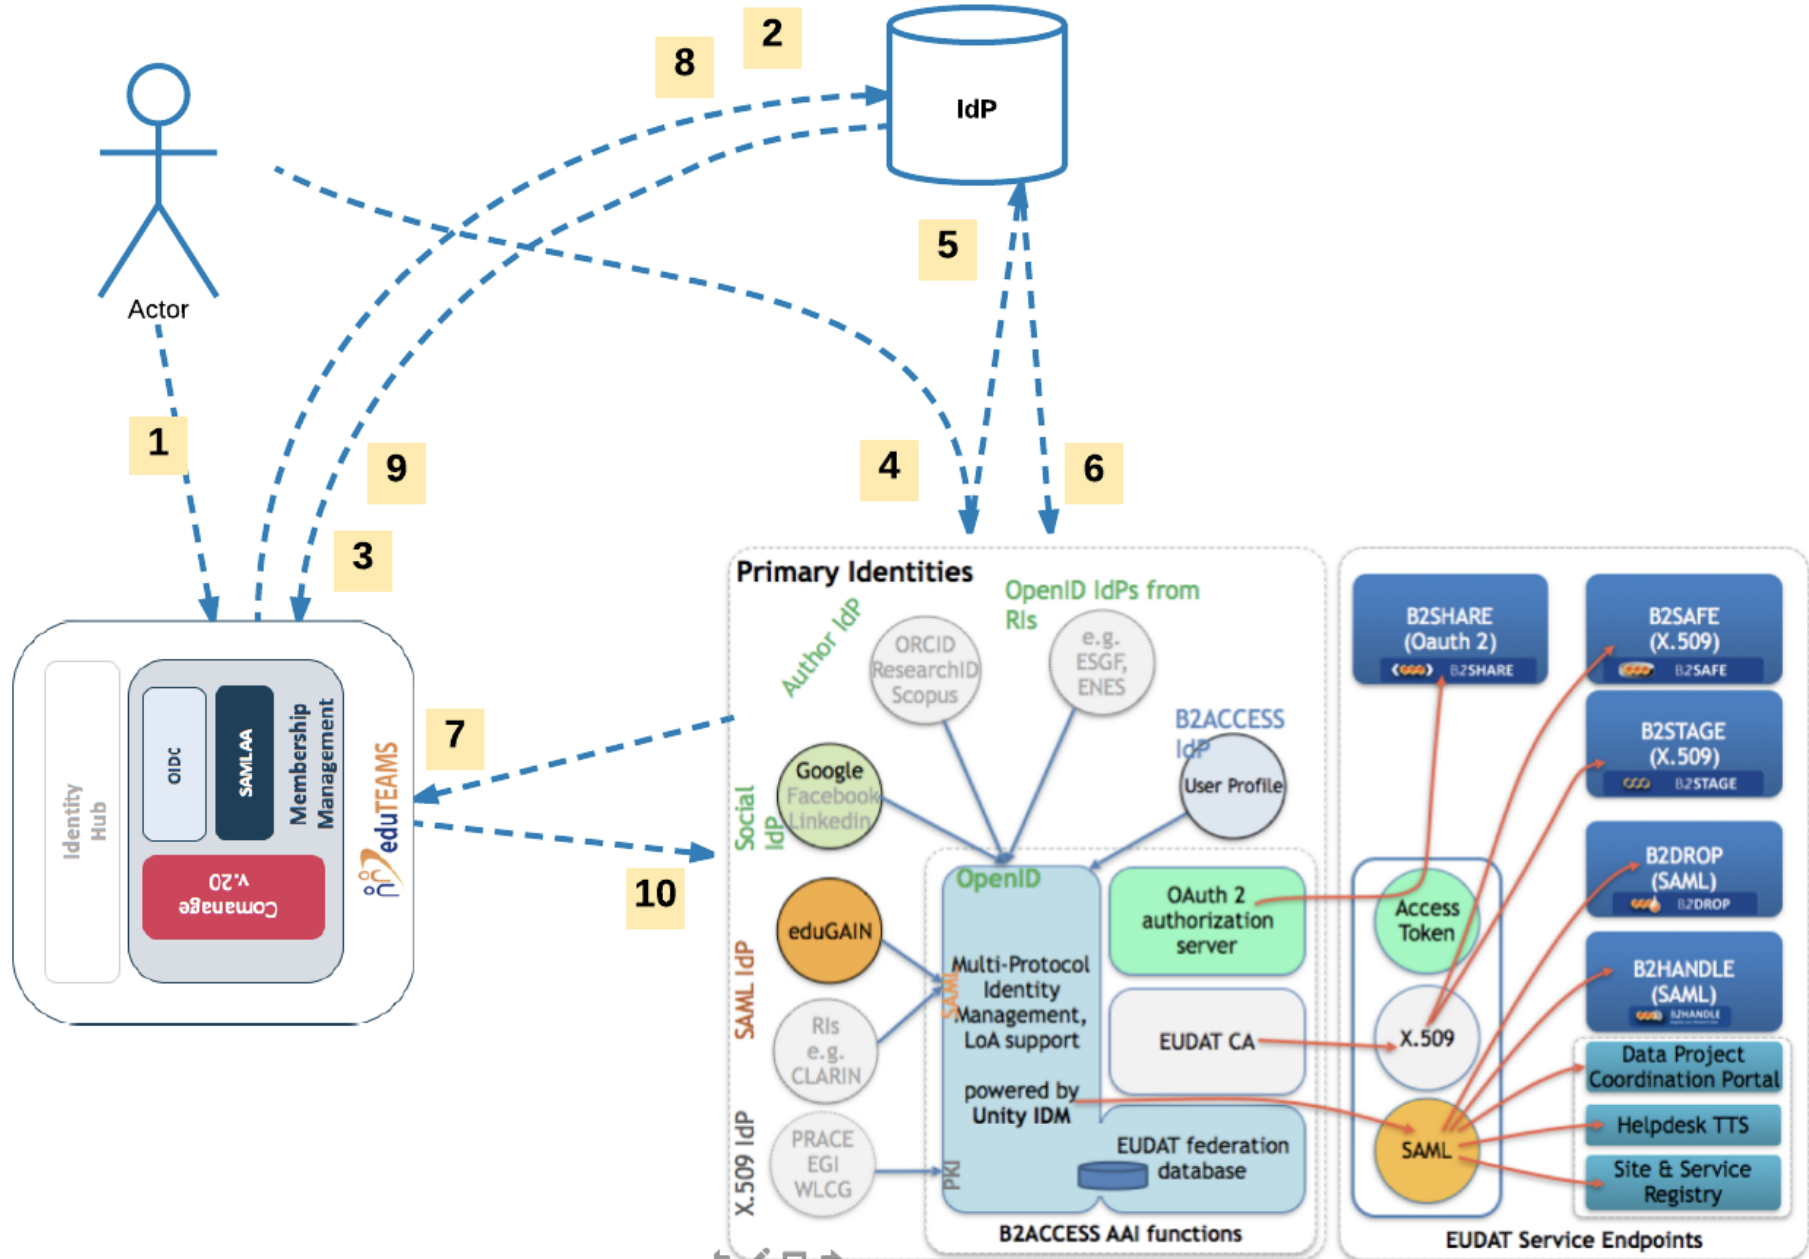 2
8
IdP
5
Actor
1
9
4
6
3
7
10
Identity
Hub
OIDC
SAMLAA
Membership
Management
eduTEAMS
Comanage
v.20
Primary Identities
Author IdP
ORCID
ResearchID
Scopus
OpenID IdPs from
RIs
e.g.
ESGF,
ENES
B2ACCESS
IdP
User Profile
Social
IdP
Google
Facebook
Linkedin
SAML IdP
eduGAIN
RIs
e.g.
CLARIN
X.509 IdP
PRACE
EGI
WLCG
OpenID
SAML
PKI
Multi-Protocol
Identity
Management,
LoA support
powered by
Unity IDM
OAuth 2
authorization
server
EUDAT CA
EUDAT federation
database
B2ACCESS AAI functions
Access
Token
X.509
SAML
B2SHARE
(Oauth 2)
B2SHARE
B2SAFE
(X.509)
B2SAFE
B2STAGE
(X.509)
B2STAGE
B2DROP
(SAML)
B2DROP
B2HANDLE
(SAML)
B2HANDLE
Data Project
Coordination Portal
Helpdesk TTS
Site & Service
Registry
EUDAT Service Endpoints